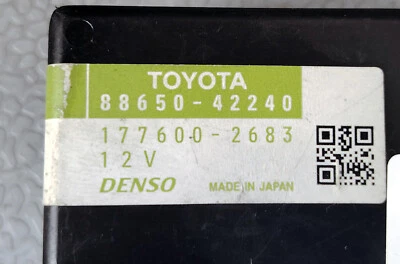 TOYOTA
88650-42240
177600-2683
12V
DENSO MADE IN JAPAN